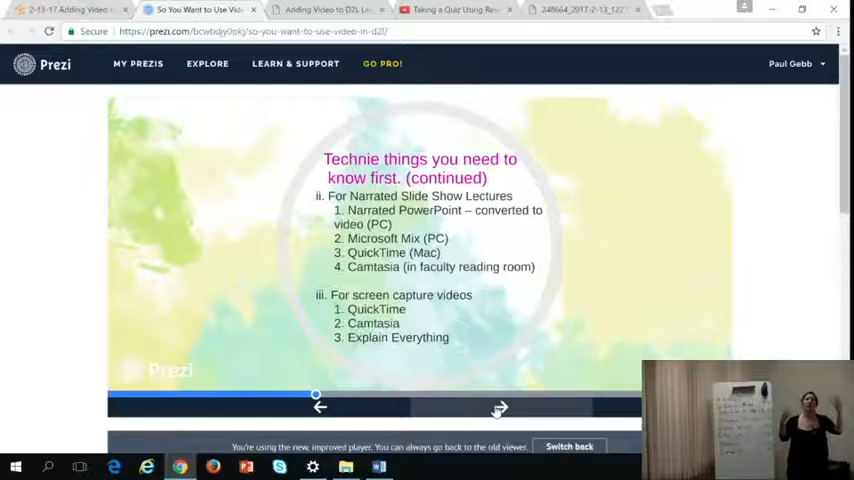 2-13-17 Adding Video
So You Want to Use Vid
Adding Video to D2L Le
Taking a Quiz Using Re
248664_2017-2-13_122
Secure
https://prezi.com/bcwtxljy0pkj/so-you-want-to-use-video-in-d2l/
Prezi
MY PREZIS
EXPLORE
LEARN & SUPPORT
GO PRO!
Paul Gebb
Technie things you need to
know first. (continued)
ii. For Narrated Slide Show Lectures
1. Narrated PowerPoint – converted to
video (PC)
2. Microsoft Mix (PC)
3. QuickTime (Mac)
4. Camtasia (in faculty reading room)
iii. For screen capture videos
1. QuickTime
2. Camtasia
3. Explain Everything
Prezi
You're using the new, improved player. You can always go back to the old viewer.
Switch back